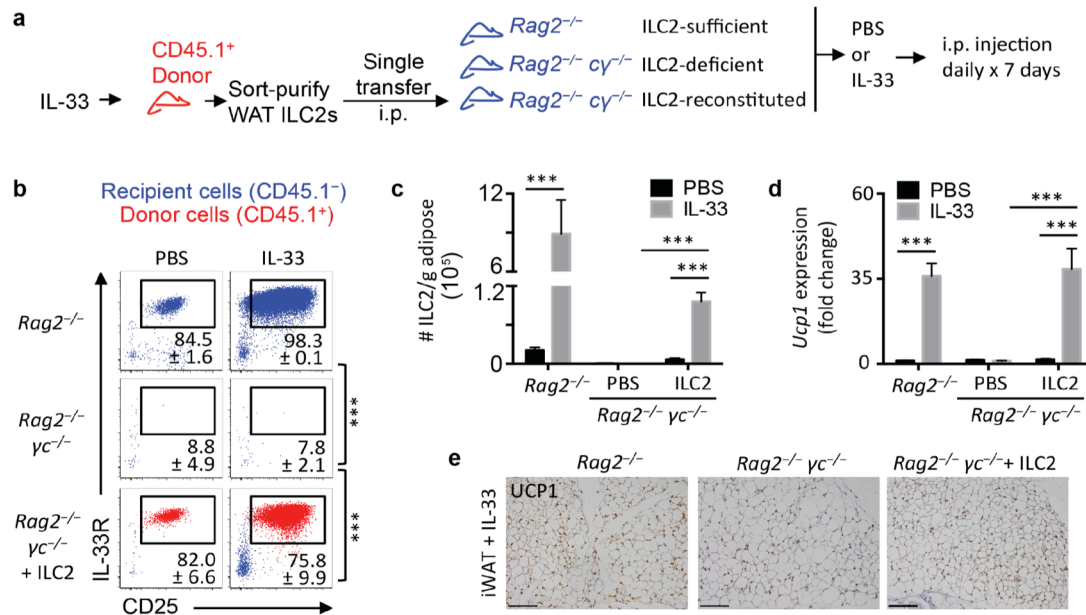 a
IL-33
CD45.1⁺
Donor
Sort-purify
WAT ILC2s
Single
transfer
i.p.
Rag2⁻/⁻ ILC2-sufficient
Rag2⁻/⁻ cγ⁻/⁻ ILC2-deficient
Rag2⁻/⁻ cγ⁻/⁻ ILC2-reconstituted
PBS
or
IL-33
i.p. injection
daily x 7 days
b
Recipient cells (CD45.1⁻)
Donor cells (CD45.1⁺)
PBS IL-33
Rag2⁻/⁻
84.5
± 1.6
98.3
± 0.1
Rag2⁻/⁻
γc⁻/⁻
8.8
± 4.9
7.8
± 2.1
***
Rag2⁻/⁻
γc⁻/⁻
+ ILC2
82.0
± 6.6
75.8
± 9.9
***
IL-33R
CD25
c
PBS
IL-33
# ILC2/g adipose
(10⁵)
12
6
1.2
0
***
***
***
Rag2⁻/⁻
PBS ILC2
Rag2⁻/⁻ γc⁻/⁻
d
PBS
IL-33
Ucp1 expression
(fold change)
60
35
0
***
***
***
Rag2⁻/⁻
PBS ILC2
Rag2⁻/⁻ γc⁻/⁻
e
Rag2⁻/⁻ Rag2⁻/⁻ γc⁻/⁻ Rag2⁻/⁻ γc⁻/⁻+ ILC2
UCP1
iWAT + IL-33